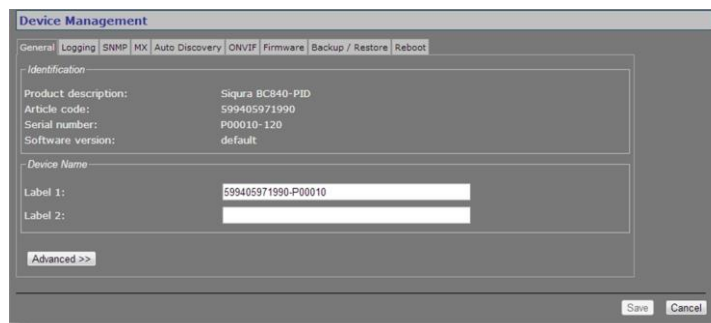 Device Management
General Logging SNMP MX Auto Discovery ONVIF Firmware Backup / Restore Reboot
Identification
Product description: Siqura BC840-PID
Article code: 599405971990
Serial number: P00010-120
Software version: default
Device Name
Label 1: 599405971990-P00010
Label 2:
Advanced >>
Save Cancel